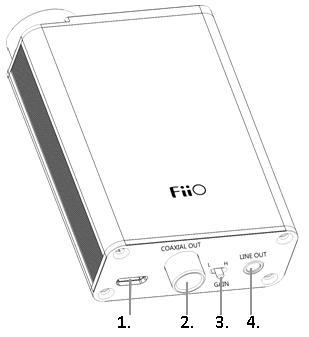 FiiO
COAXIAL OUT
L H
LINE OUT
GAIN
1. 2. 3. 4.